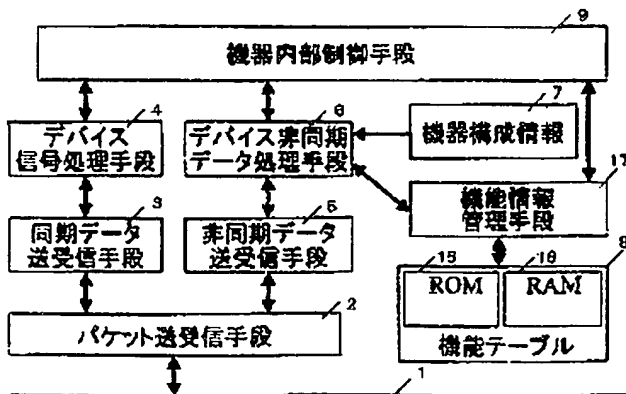 9
機器内部制御手段
4
デバイス
信号処理手段
6
デバイス非同期
データ処理手段
7
機器構成情報
17
機能情報
管理手段
3
同期データ
送受信手段
5
非同期データ
送受信手段
8
15
ROM
16
RAM
機能テーブル
2
パケット送受信手段
1